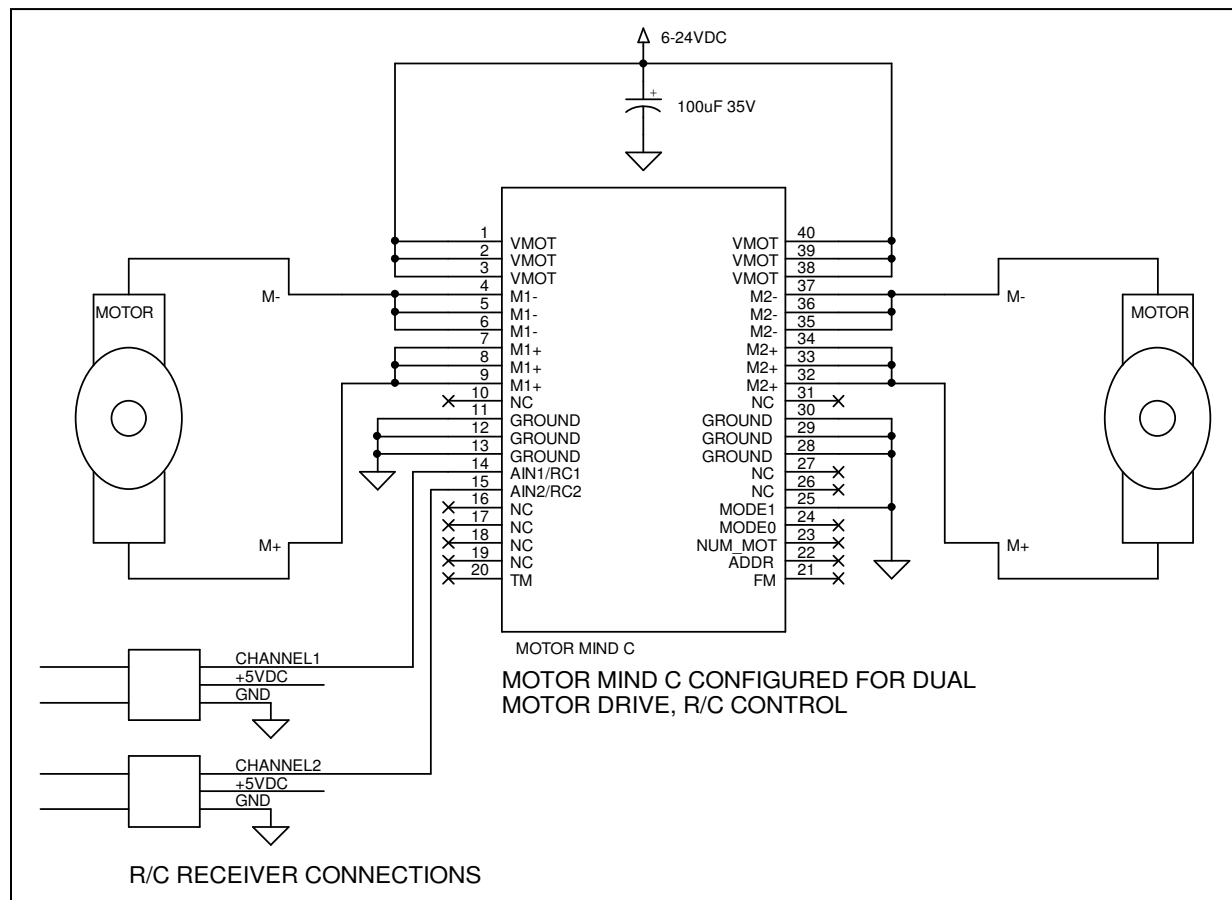 6-24VDC
+
100uF 35V
1 VMOT
2 VMOT
3 VMOT
4 M1-
5 M1-
6 M1-
7 M1+
8 M1+
9 M1+
10 NC
11 GROUND
12 GROUND
13 GROUND
14 AIN1/RC1
15 AIN2/RC2
16 NC
17 NC
18 NC
19 NC
20 TM
VMOT 40
VMOT 39
VMOT 38
M2- 37
M2- 36
M2- 35
M2+ 34
M2+ 33
M2+ 32
NC 31
GROUND 30
GROUND 29
GROUND 28
NC 27
NC 26
MODE1 25
MODE0 24
NUM_MOT 23
ADDR 22
FM 21
M-
MOTOR
M+
M-
MOTOR
M+
MOTOR MIND C
MOTOR MIND C CONFIGURED FOR DUAL
MOTOR DRIVE, R/C CONTROL
CHANNEL1
+5VDC
GND
CHANNEL2
+5VDC
GND
R/C RECEIVER CONNECTIONS